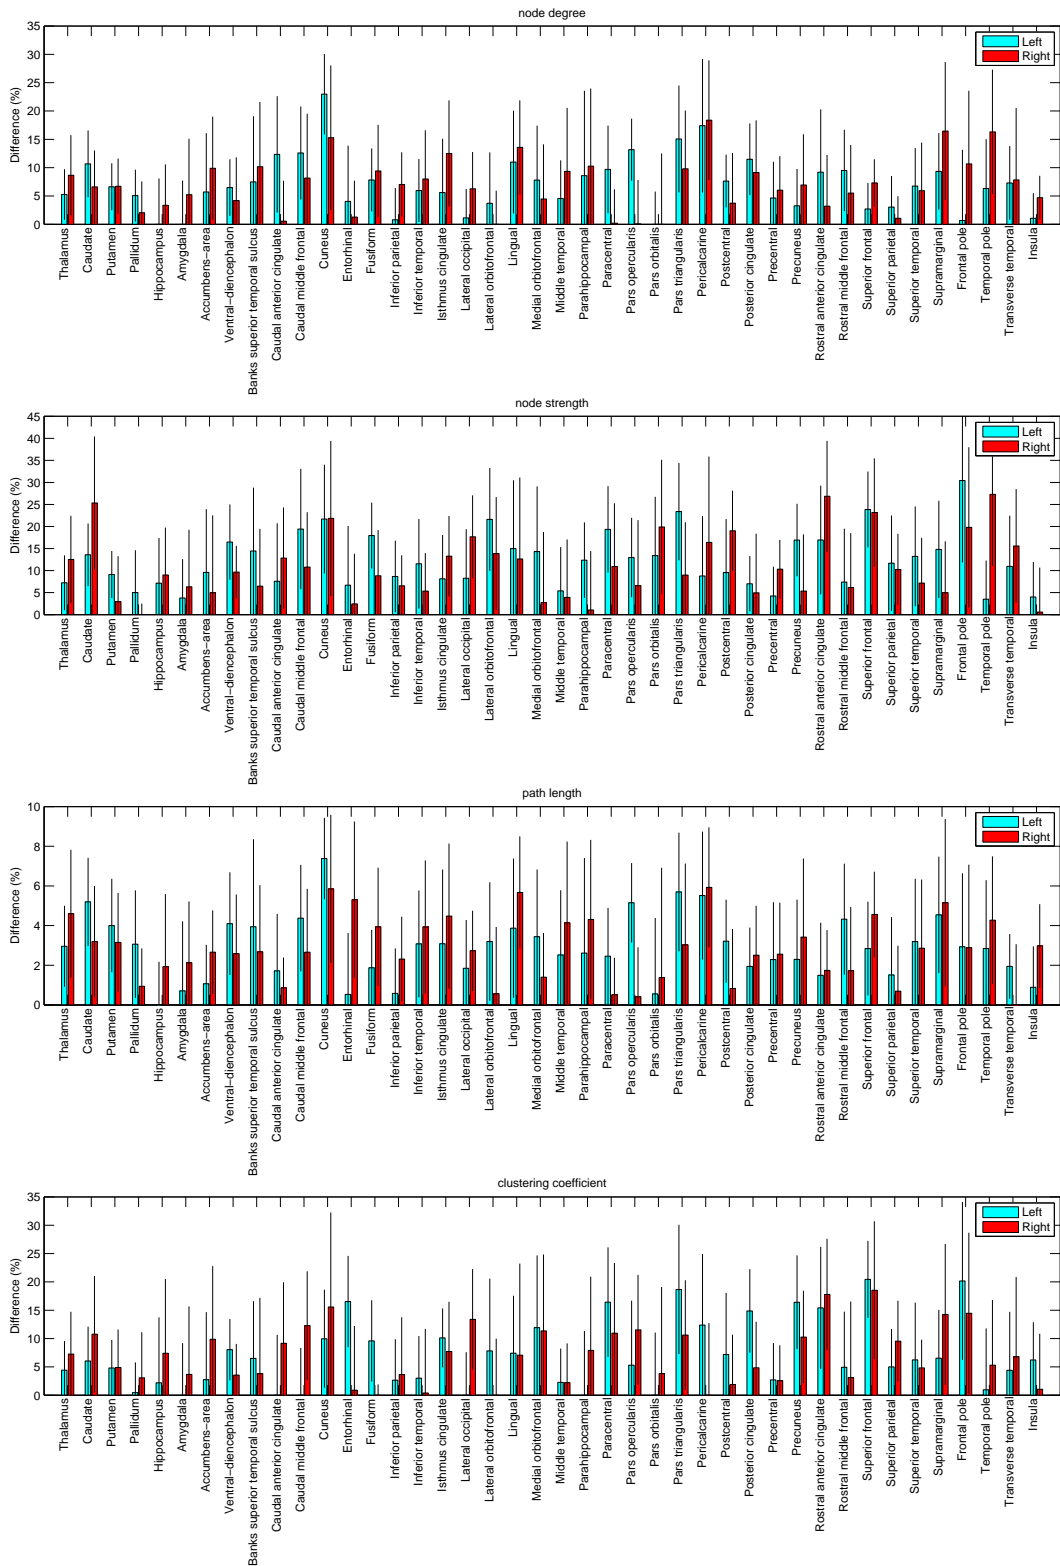 node degree
35
30
25
20
15
10
5
0
Difference (%)
Left
Right
Thalamus
Caudate
Putamen
Pallidum
Hippocampus
Amygdala
Accumbens−area
Ventral−diencephalon
Banks superior temporal sulcus
Caudal anterior cingulate
Caudal middle frontal
Cuneus
Entorhinal
Fusiform
Inferior parietal
Inferior temporal
Isthmus cingulate
Lateral occipital
Lateral orbitofrontal
Lingual
Medial orbitofrontal
Middle temporal
Parahippocampal
Paracentral
Pars opercularis
Pars orbitalis
Pars triangularis
Pericalcarine
Postcentral
Posterior cingulate
Precentral
Precuneus
Rostral anterior cingulate
Rostral middle frontal
Superior frontal
Superior parietal
Superior temporal
Supramarginal
Frontal pole
Temporal pole
Transverse temporal
Insula
node strength
45
40
35
30
25
20
15
10
5
0
Difference (%)
Left
Right
Thalamus
Caudate
Putamen
Pallidum
Hippocampus
Amygdala
Accumbens−area
Ventral−diencephalon
Banks superior temporal sulcus
Caudal anterior cingulate
Caudal middle frontal
Cuneus
Entorhinal
Fusiform
Inferior parietal
Inferior temporal
Isthmus cingulate
Lateral occipital
Lateral orbitofrontal
Lingual
Medial orbitofrontal
Middle temporal
Parahippocampal
Paracentral
Pars opercularis
Pars orbitalis
Pars triangularis
Pericalcarine
Postcentral
Posterior cingulate
Precentral
Precuneus
Rostral anterior cingulate
Rostral middle frontal
Superior frontal
Superior parietal
Superior temporal
Supramarginal
Frontal pole
Temporal pole
Transverse temporal
Insula
path length
10
8
6
4
2
0
Difference (%)
Left
Right
Thalamus
Caudate
Putamen
Pallidum
Hippocampus
Amygdala
Accumbens−area
Ventral−diencephalon
Banks superior temporal sulcus
Caudal anterior cingulate
Caudal middle frontal
Cuneus
Entorhinal
Fusiform
Inferior parietal
Inferior temporal
Isthmus cingulate
Lateral occipital
Lateral orbitofrontal
Lingual
Medial orbitofrontal
Middle temporal
Parahippocampal
Paracentral
Pars opercularis
Pars orbitalis
Pars triangularis
Pericalcarine
Postcentral
Posterior cingulate
Precentral
Precuneus
Rostral anterior cingulate
Rostral middle frontal
Superior frontal
Superior parietal
Superior temporal
Supramarginal
Frontal pole
Temporal pole
Transverse temporal
Insula
clustering coefficient
35
30
25
20
15
10
5
0
Difference (%)
Left
Right
Thalamus
Caudate
Putamen
Pallidum
Hippocampus
Amygdala
Accumbens−area
Ventral−diencephalon
Banks superior temporal sulcus
Caudal anterior cingulate
Caudal middle frontal
Cuneus
Entorhinal
Fusiform
Inferior parietal
Inferior temporal
Isthmus cingulate
Lateral occipital
Lateral orbitofrontal
Lingual
Medial orbitofrontal
Middle temporal
Parahippocampal
Paracentral
Pars opercularis
Pars orbitalis
Pars triangularis
Pericalcarine
Postcentral
Posterior cingulate
Precentral
Precuneus
Rostral anterior cingulate
Rostral middle frontal
Superior frontal
Superior parietal
Superior temporal
Supramarginal
Frontal pole
Temporal pole
Transverse temporal
Insula